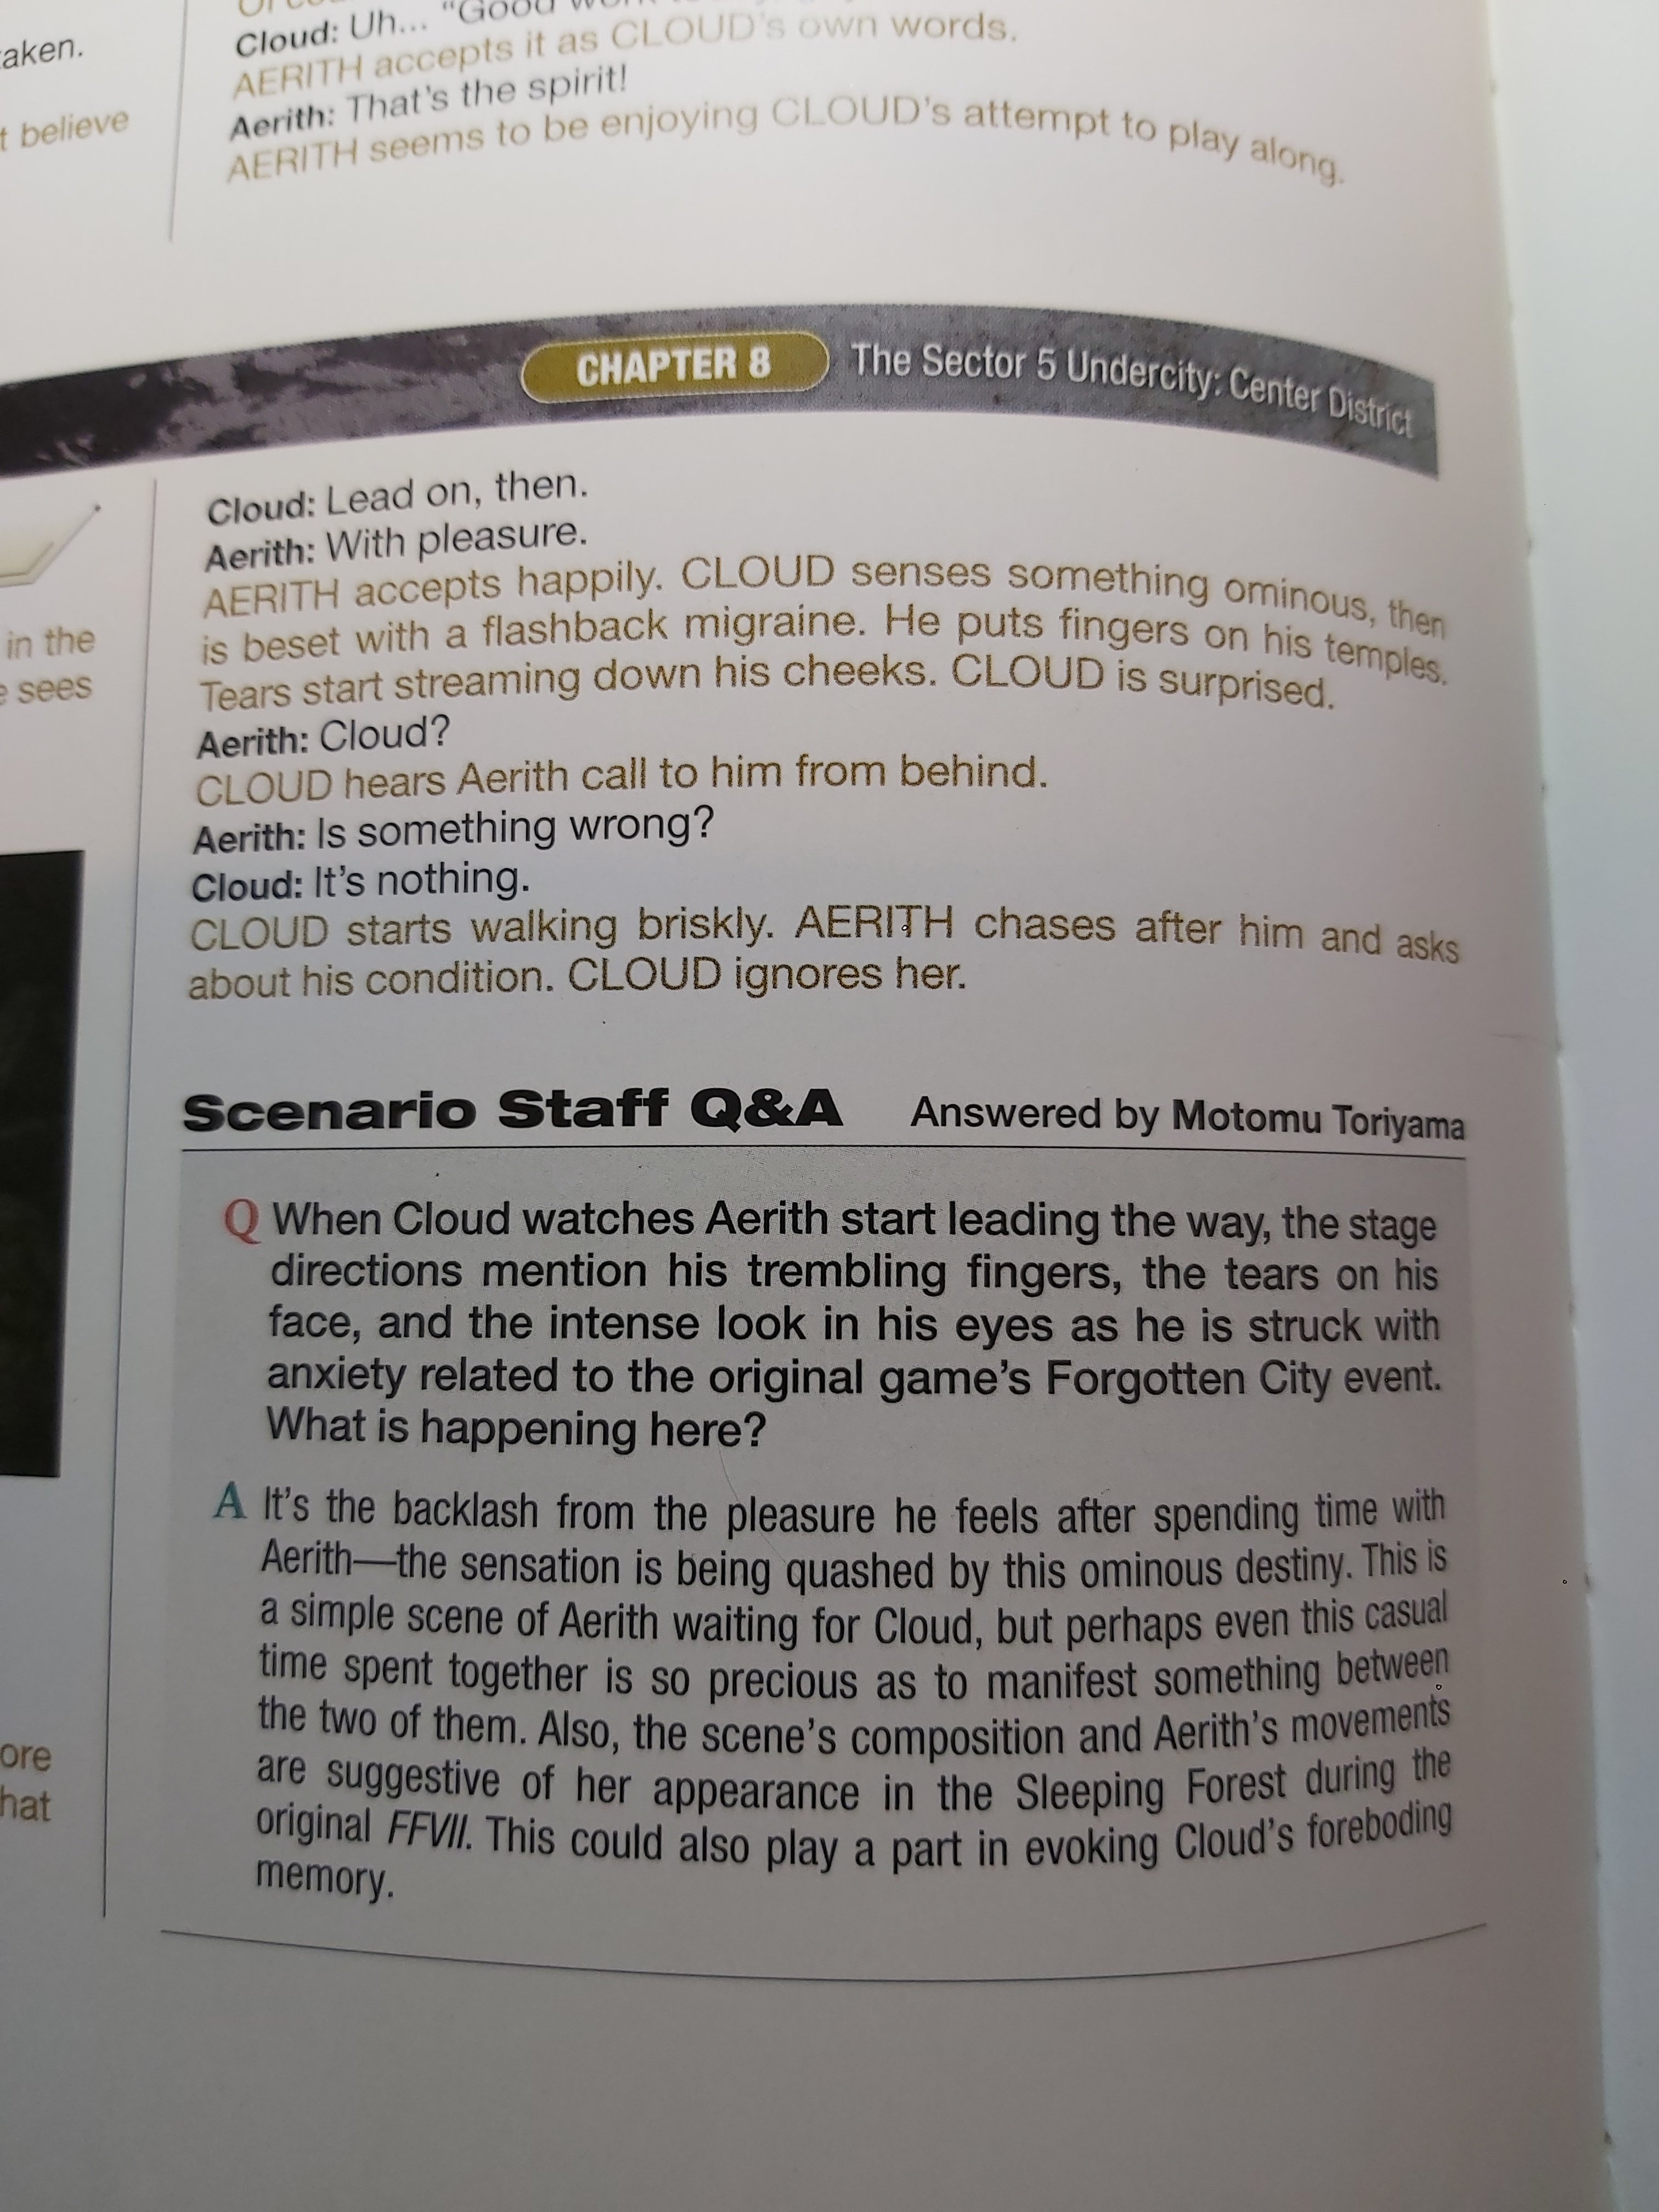 taken.
t believe
in the
e sees
ore
hat
Cloud: Uh... "Good
AERITH accepts it as CLOUD's own words.
Aerith: That's the spirit!
AERITH seems to be enjoying CLOUD's attempt to play along.
CHAPTER 8 The Sector 5 Undercity: Center District
Cloud: Lead on, then.
Aerith: With pleasure.
AERITH accepts happily. CLOUD senses something ominous, then
is beset with a flashback migraine. He puts fingers on his temples.
Tears start streaming down his cheeks. CLOUD is surprised.
Aerith: Cloud?
CLOUD hears Aerith call to him from behind.
Aerith: Is something wrong?
Cloud: It's nothing.
CLOUD starts walking briskly. AERITH chases after him and asks
about his condition. CLOUD ignores her.
Scenario Staff Q&A Answered by Motomu Toriyama
Q When Cloud watches Aerith start leading the way, the stage
directions mention his trembling fingers, the tears on his
face, and the intense look in his eyes as he is struck with
anxiety related to the original game's Forgotten City event.
What is happening here?
A It's the backlash from the pleasure he feels after spending time with
Aerith—the sensation is being quashed by this ominous destiny. This is
a simple scene of Aerith waiting for Cloud, but perhaps even this casual
time spent together is so precious as to manifest something between
the two of them. Also, the scene's composition and Aerith's movements
are suggestive of her appearance in the Sleeping Forest during the
original FFVII. This could also play a part in evoking Cloud's foreboding
memory.